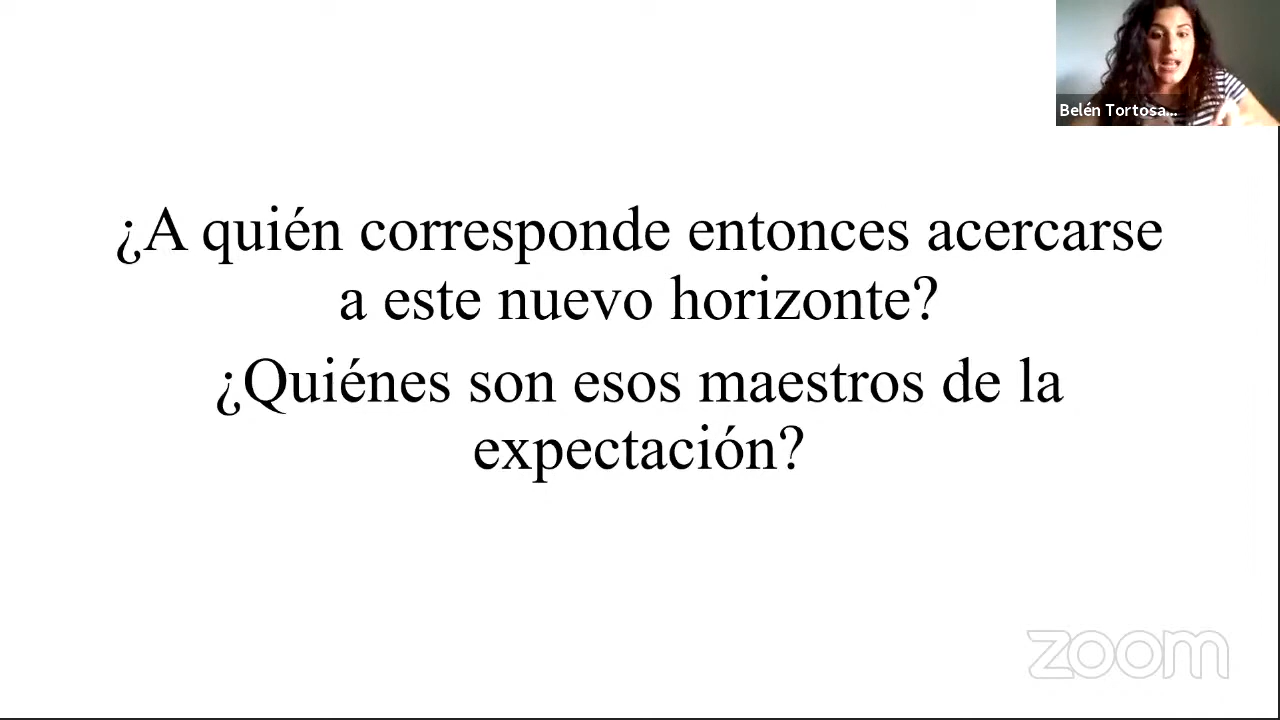 Belén Tortosa...
¿A quién corresponde entonces acercarse
a este nuevo horizonte?
¿Quiénes son esos maestros de la
expectación?
zoom